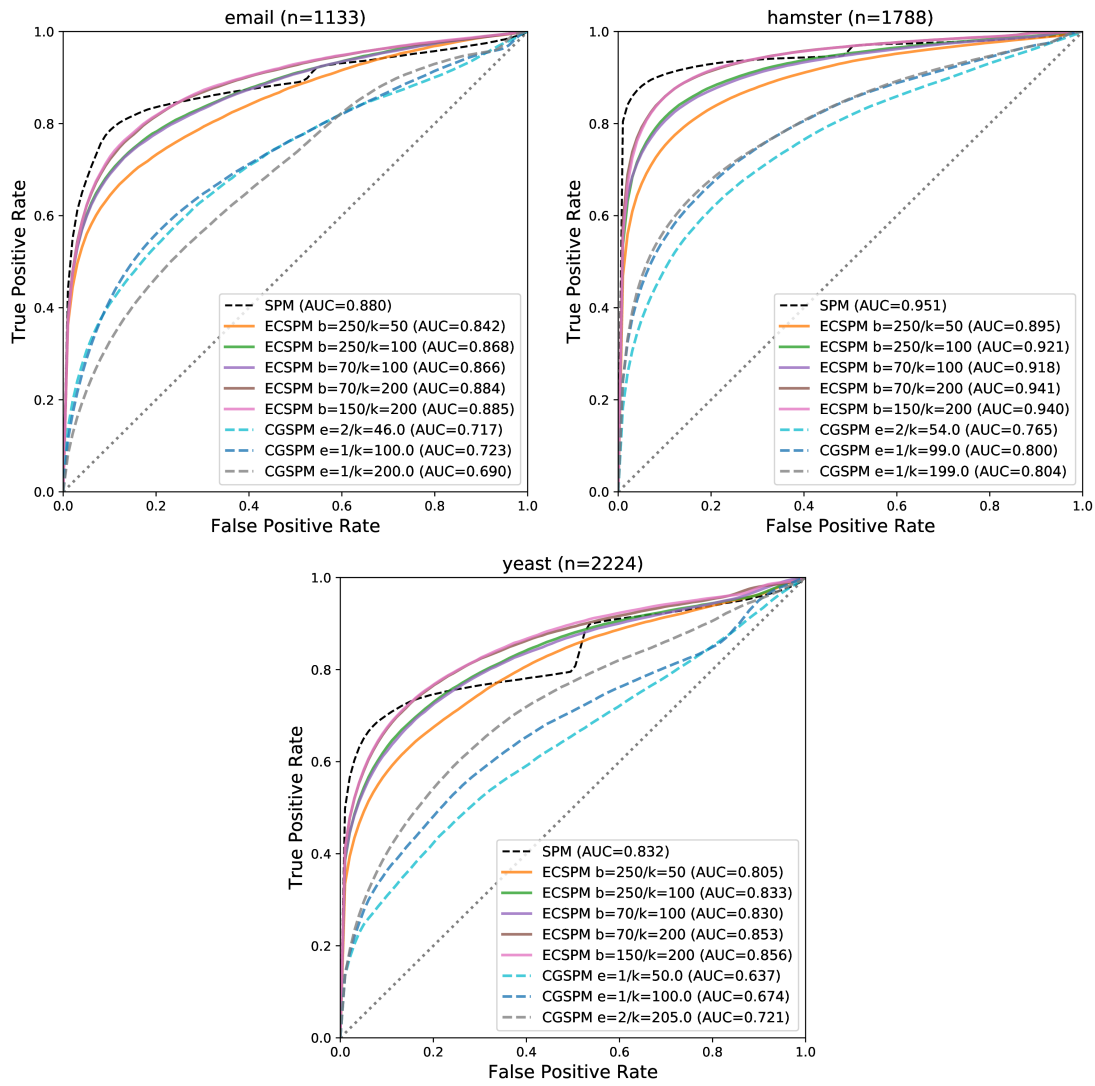 email (n=1133)
1.0
0.8
0.6
0.4
0.2
0.0
True Positive Rate
0.0 0.2 0.4 0.6 0.8 1.0
False Positive Rate
SPM (AUC=0.880)
ECSPM b=250/k=50 (AUC=0.842)
ECSPM b=250/k=100 (AUC=0.868)
ECSPM b=70/k=100 (AUC=0.866)
ECSPM b=70/k=200 (AUC=0.884)
ECSPM b=150/k=200 (AUC=0.885)
CGSPM e=2/k=46.0 (AUC=0.717)
CGSPM e=1/k=100.0 (AUC=0.723)
CGSPM e=1/k=200.0 (AUC=0.690)
hamster (n=1788)
1.0
0.8
0.6
0.4
0.2
0.0
True Positive Rate
0.0 0.2 0.4 0.6 0.8 1.0
False Positive Rate
SPM (AUC=0.951)
ECSPM b=250/k=50 (AUC=0.895)
ECSPM b=250/k=100 (AUC=0.921)
ECSPM b=70/k=100 (AUC=0.918)
ECSPM b=70/k=200 (AUC=0.941)
ECSPM b=150/k=200 (AUC=0.940)
CGSPM e=2/k=54.0 (AUC=0.765)
CGSPM e=1/k=99.0 (AUC=0.800)
CGSPM e=1/k=199.0 (AUC=0.804)
yeast (n=2224)
1.0
0.8
0.6
0.4
0.2
0.0
True Positive Rate
0.0 0.2 0.4 0.6 0.8 1.0
False Positive Rate
SPM (AUC=0.832)
ECSPM b=250/k=50 (AUC=0.805)
ECSPM b=250/k=100 (AUC=0.833)
ECSPM b=70/k=100 (AUC=0.830)
ECSPM b=70/k=200 (AUC=0.853)
ECSPM b=150/k=200 (AUC=0.856)
CGSPM e=1/k=50.0 (AUC=0.637)
CGSPM e=1/k=100.0 (AUC=0.674)
CGSPM e=2/k=205.0 (AUC=0.721)